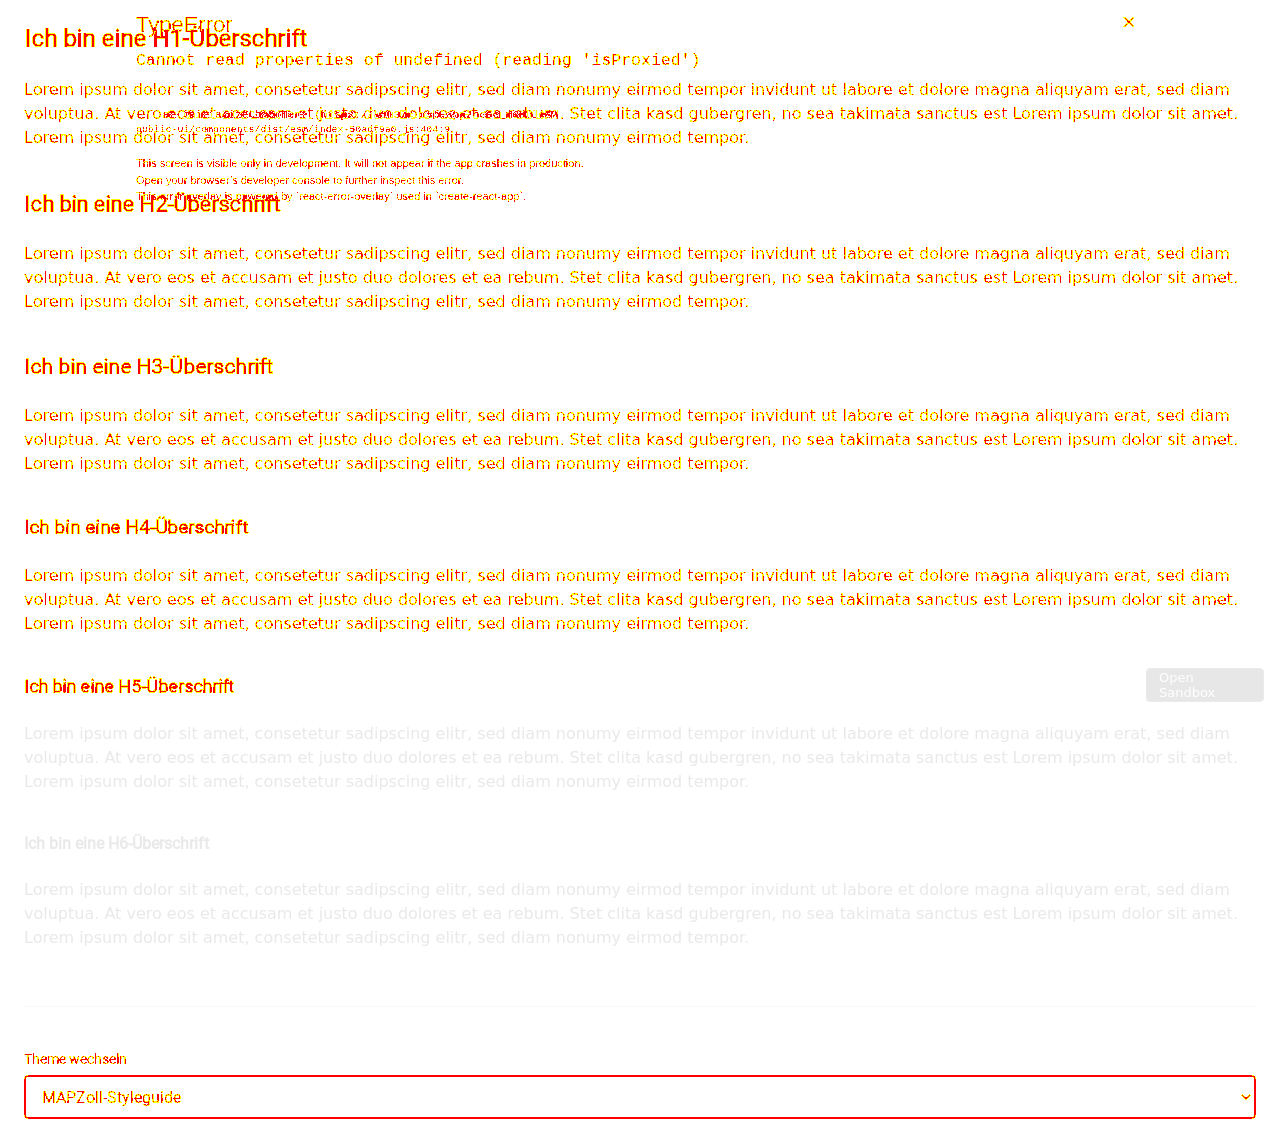 TypeError
Ich bin eine H1-Überschrift
Cannot read properties of undefined (reading 'isProxied')
Lorem ipsum dolor sit amet, consetetur sadipscing elitr, sed diam nonumy eirmod tempor invidunt ut labore et dolore magna aliquyam erat, sed diam
voluptua. At vero eos et accusam et justo duo dolores et ea rebum. Stet clita kasd gubergren, no sea takimata sanctus est Lorem ipsum dolor sit amet.
Lorem ipsum dolor sit amet, consetetur sadipscing elitr, sed diam nonumy eirmod tempor.
This screen is visible only in development. It will not appear if the app crashes in production.
Open your browser's developer console to further inspect this error.
This error overlay is powered by `react-error-overlay` used in `create-react-app`.
Ich bin eine H2-Überschrift
Lorem ipsum dolor sit amet, consetetur sadipscing elitr, sed diam nonumy eirmod tempor invidunt ut labore et dolore magna aliquyam erat, sed diam
voluptua. At vero eos et accusam et justo duo dolores et ea rebum. Stet clita kasd gubergren, no sea takimata sanctus est Lorem ipsum dolor sit amet.
Lorem ipsum dolor sit amet, consetetur sadipscing elitr, sed diam nonumy eirmod tempor.
Ich bin eine H3-Überschrift
Lorem ipsum dolor sit amet, consetetur sadipscing elitr, sed diam nonumy eirmod tempor invidunt ut labore et dolore magna aliquyam erat, sed diam
voluptua. At vero eos et accusam et justo duo dolores et ea rebum. Stet clita kasd gubergren, no sea takimata sanctus est Lorem ipsum dolor sit amet.
Lorem ipsum dolor sit amet, consetetur sadipscing elitr, sed diam nonumy eirmod tempor.
Ich bin eine H4-Überschrift
Lorem ipsum dolor sit amet, consetetur sadipscing elitr, sed diam nonumy eirmod tempor invidunt ut labore et dolore magna aliquyam erat, sed diam
voluptua. At vero eos et accusam et justo duo dolores et ea rebum. Stet clita kasd gubergren, no sea takimata sanctus est Lorem ipsum dolor sit amet.
Lorem ipsum dolor sit amet, consetetur sadipscing elitr, sed diam nonumy eirmod tempor.
Ich bin eine H5-Überschrift
Open
Sandbox
Lorem ipsum dolor sit amet, consetetur sadipscing elitr, sed diam nonumy eirmod tempor invidunt ut labore et dolore magna aliquyam erat, sed diam
voluptua. At vero eos et accusam et justo duo dolores et ea rebum. Stet clita kasd gubergren, no sea takimata sanctus est Lorem ipsum dolor sit amet.
Lorem ipsum dolor sit amet, consetetur sadipscing elitr, sed diam nonumy eirmod tempor.
Ich bin eine H6-Überschrift
Lorem ipsum dolor sit amet, consetetur sadipscing elitr, sed diam nonumy eirmod tempor invidunt ut labore et dolore magna aliquyam erat, sed diam
voluptua. At vero eos et accusam et justo duo dolores et ea rebum. Stet clita kasd gubergren, no sea takimata sanctus est Lorem ipsum dolor sit amet.
Lorem ipsum dolor sit amet, consetetur sadipscing elitr, sed diam nonumy eirmod tempor.
Theme wechseln
MAPZoll-Styleguide